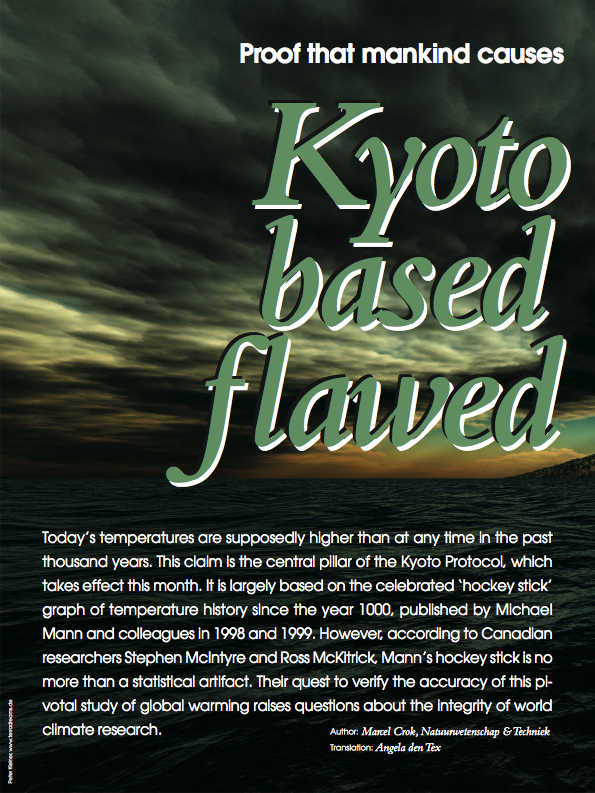 Proof that mankind causes
Kyoto
based
flawed
Today's temperatures are supposedly higher than at any time in the past
thousand years. This claim is the central pillar of the Kyoto Protocol, which
takes effect this month. It is largely based on the celebrated 'hockey stick'
graph of temperature history since the year 1000, published by Michael
Mann and colleagues in 1998 and 1999. However, according to Canadian
researchers Stephen McIntyre and Ross McKitrick, Mann's hockey stick is no
more than a statistical artifact. Their quest to verify the accuracy of this pi-
votal study of global warming raises questions about the integrity of world
climate research.
Author: Marcel Crok, Natuurwetenschap & Techniek
Translation: Angela den Tex